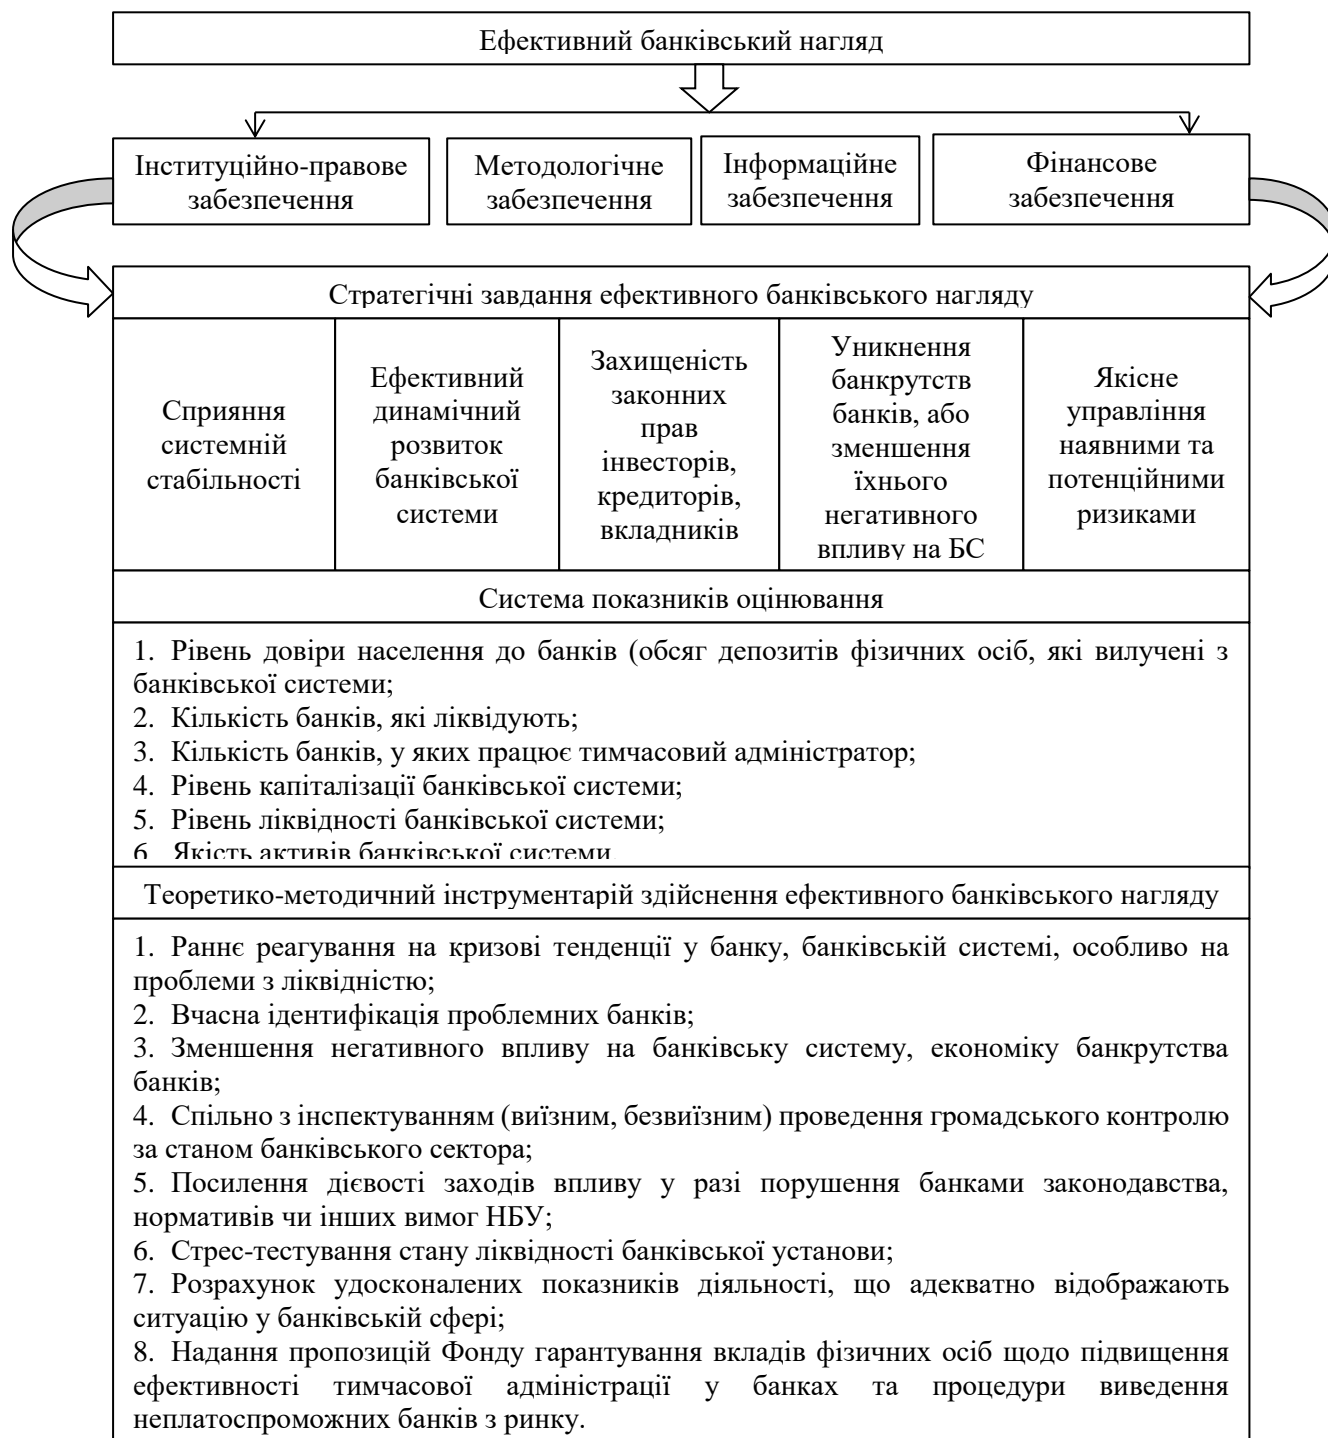 Ефективний банківський нагляд
Інституційно-правове
забезпечення
Методологічне
забезпечення
Інформаційне
забезпечення
Фінансове
забезпечення
Стратегічні завдання ефективного банківського нагляду
Сприяння
системній
стабільності
Ефективний
динамічний
розвиток
банківської
системи
Захищеність
законних
прав
інвесторів,
кредиторів,
вкладників
Уникнення
банкрутств
банків, або
зменшення
їхнього
негативного
впливу на БС
Якісне
управління
наявними та
потенційними
ризиками
Система показників оцінювання
1. Рівень довіри населення до банків (обсяг депозитів фізичних осіб, які вилучені з
банківської системи;
2. Кількість банків, які ліквідують;
3. Кількість банків, у яких працює тимчасовий адміністратор;
4. Рівень капіталізації банківської системи;
5. Рівень ліквідності банківської системи;
6. Якість активів банківської системи.
Теоретико-методичний інструментарій здійснення ефективного банківського нагляду
1. Раннє реагування на кризові тенденції у банку, банківській системі, особливо на
проблеми з ліквідністю;
2. Вчасна ідентифікація проблемних банків;
3. Зменшення негативного впливу на банківську систему, економіку банкрутства
банків;
4. Спільно з інспектуванням (виїзним, безвиїзним) проведення громадського контролю
за станом банківського сектора;
5. Посилення дієвості заходів впливу у разі порушення банками законодавства,
нормативів чи інших вимог НБУ;
6. Стрес-тестування стану ліквідності банківської установи;
7. Розрахунок удосконалених показників діяльності, що адекватно відображають
ситуацію у банківській сфері;
8. Надання пропозицій Фонду гарантування вкладів фізичних осіб щодо підвищення
ефективності тимчасової адміністрації у банках та процедури виведення
неплатоспроможних банків з ринку.